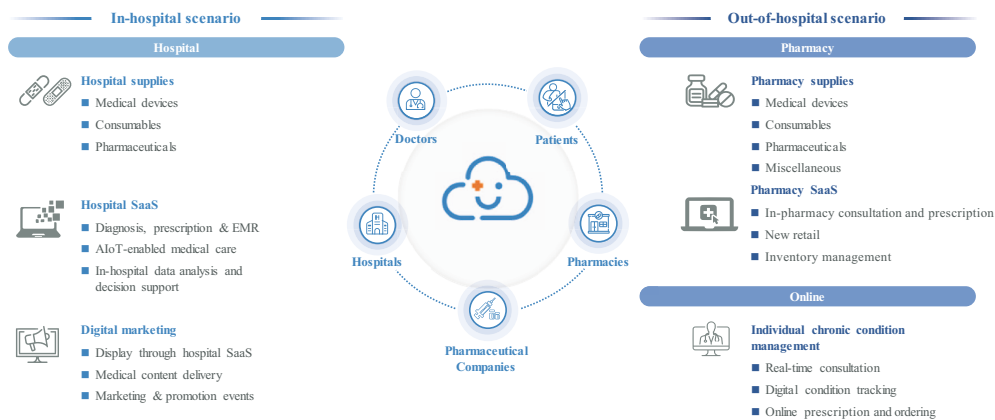 In-hospital scenario
Hospital
Hospital supplies
Medical devices
Consumables
Pharmaceuticals
Hospital SaaS
Diagnosis, prescription & EMR
AIoT-enabled medical care
In-hospital data analysis and
decision support
Digital marketing
Display through hospital SaaS
Medical content delivery
Marketing & promotion events
Doctors
Patients
Hospitals
Pharmacies
Pharmaceutical
Companies
Out-of-hospital scenario
Pharmacy
Pharmacy supplies
Medical devices
Consumables
Pharmaceuticals
Miscellaneous
Pharmacy SaaS
In-pharmacy consultation and prescription
New retail
Inventory management
Online
Individual chronic condition
management
Real-time consultation
Digital condition tracking
Online prescription and ordering